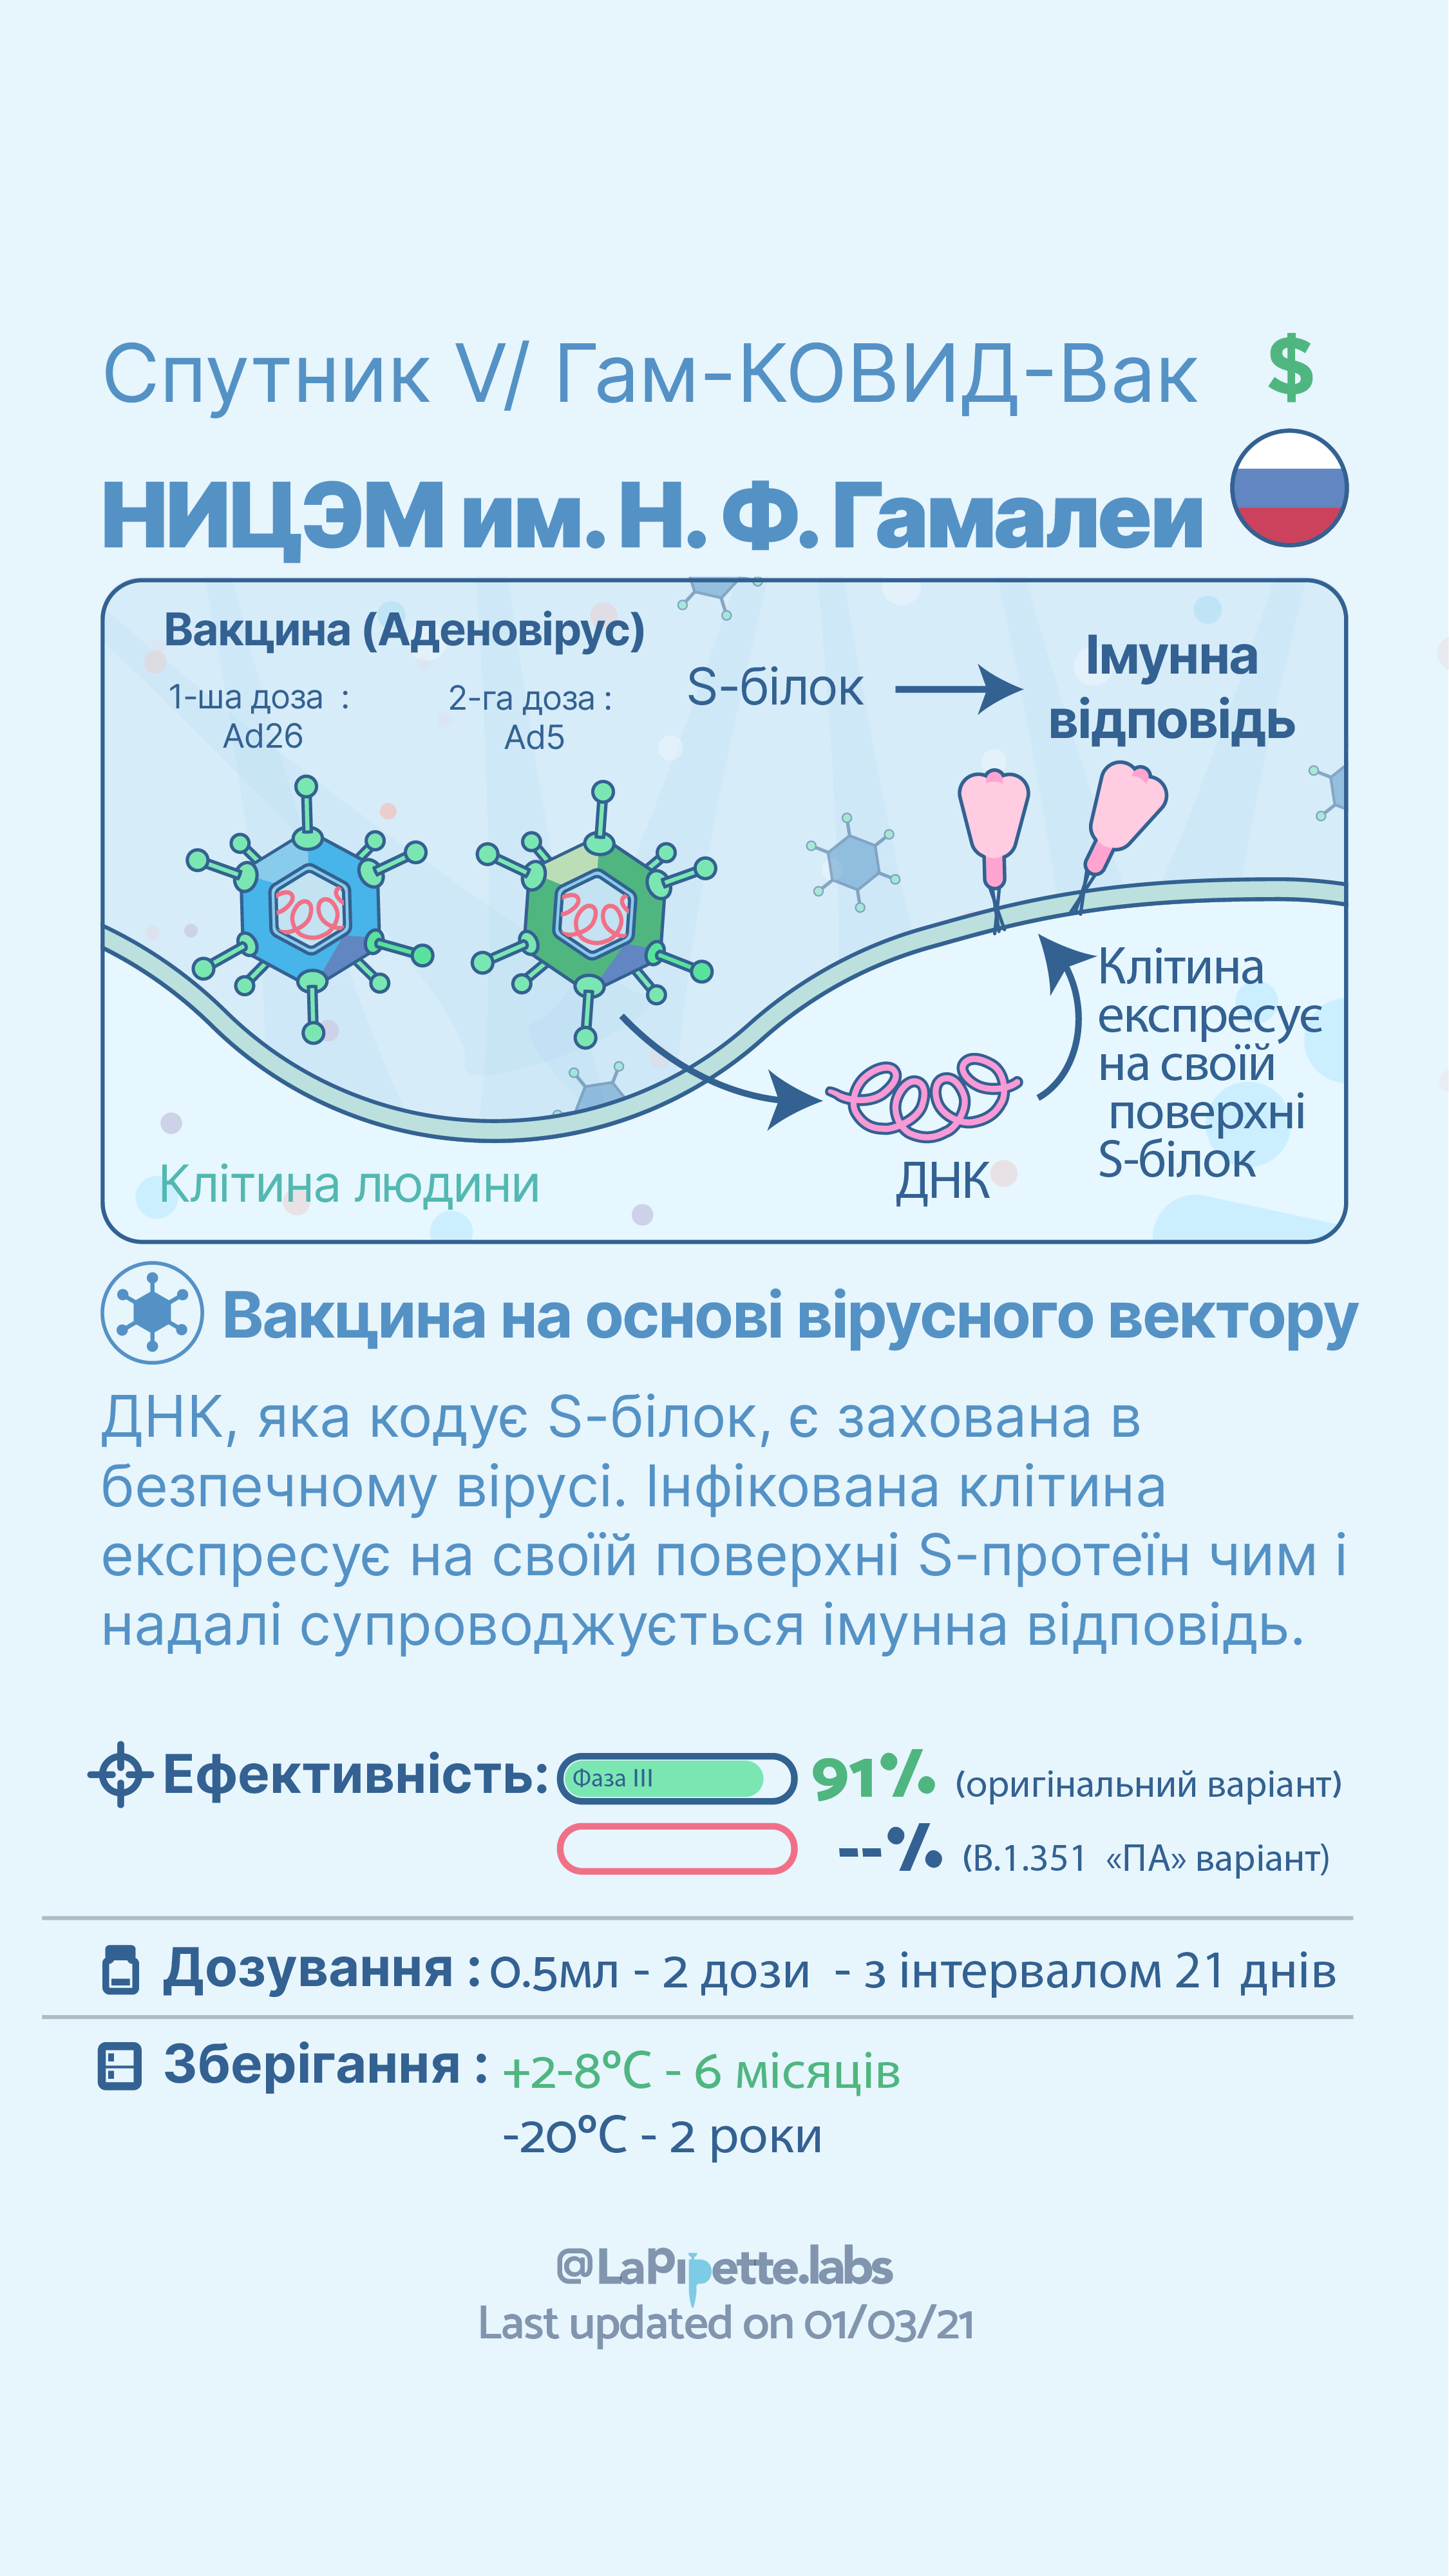 Спутник V/ Гам-КОВИД-Вак $
НИЦЭМ им. Н. Ф. Гамалеи
Вакцина (Аденовірус)
1-ша доза :
Ad26
2-га доза :
Ad5
S-білок
Імунна
відповідь
Клітина
експресує
на своїй
поверхні
S-білок
ДНК
Клітина людини
Вакцина на основі вірусного вектору
ДНК, яка кодує S-білок, є захована в
безпечному вірусі. Інфікована клітина
експресує на своїй поверхні S-протеїн чим і
надалі супроводжується імунна відповідь.
Ефективність: Фаза III 91% (оригінальний варіант)
--% (B.1.351 «ПА» варіант)
Дозування : 0.5мл - 2 дози - з інтервалом 21 днів
Зберігання : +2-8°C - 6 місяців
-20°C - 2 роки
@LaPipette.labs
Last updated on 01/03/21